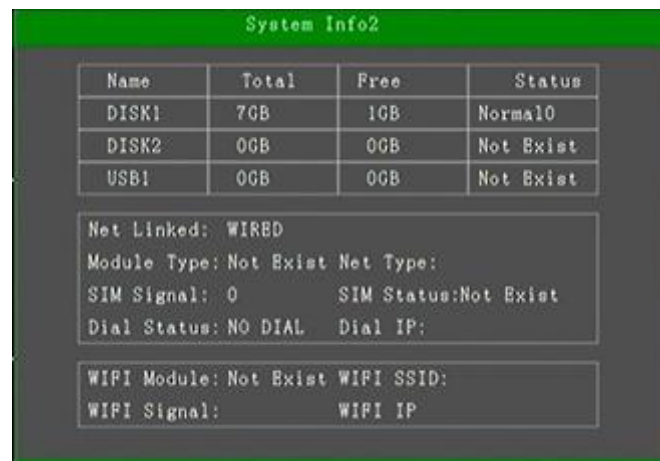 System Info2
Name Total Free Status
DISK1 7GB 1GB Normal0
DISK2 0GB 0GB Not Exist
USB1 0GB 0GB Not Exist
Net Linked: WIRED
Module Type: Not Exist Net Type:
SIM Signal: 0 SIM Status:Not Exist
Dial Status: NO DIAL Dial IP:
WIFI Module: Not Exist WIFI SSID:
WIFI Signal: WIFI IP